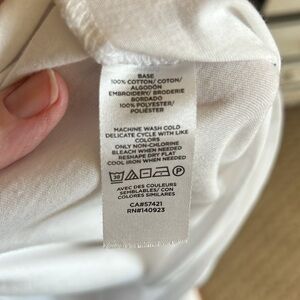 BASE
100% COTTON/ COTON/
ALGODÓN
EMBROIDERY/ BRODERIE
BORDADO
100% POLYESTER/
POLIÉSTER
MACHINE WASH COLD
DELICATE CYCLE WITH LIKE
COLORS
ONLY NON-CHLORINE
BLEACH WHEN NEEDED
RESHAPE DRY FLAT
COOL IRON WHEN NEEDED
30 P
AVEC DES COULEURS
SEMBLABLES/ CON
COLORES SIMILARES
CA#57421
RN#140923